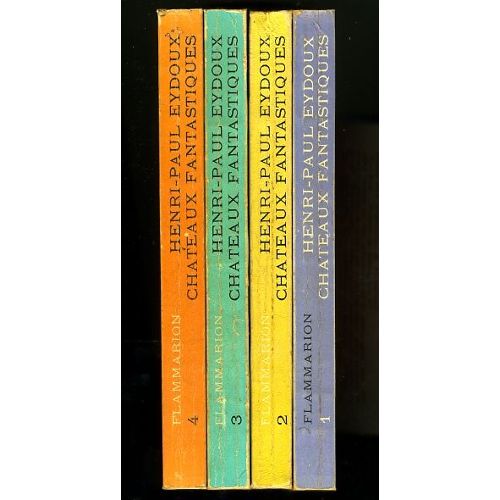 HENRI-PAUL EYDOUX
CHATEAUX FANTASTIQUES
FLAMMARION
4
HENRI-PAUL EYDOUX
CHATEAUX FANTASTIQUES
FLAMMARION
3
HENRI-PAUL EYDOUX
CHATEAUX FANTASTIQUES
FLAMMARION
2
HENRI-PAUL EYDOUX
CHATEAUX FANTASTIQUES
FLAMMARION
1